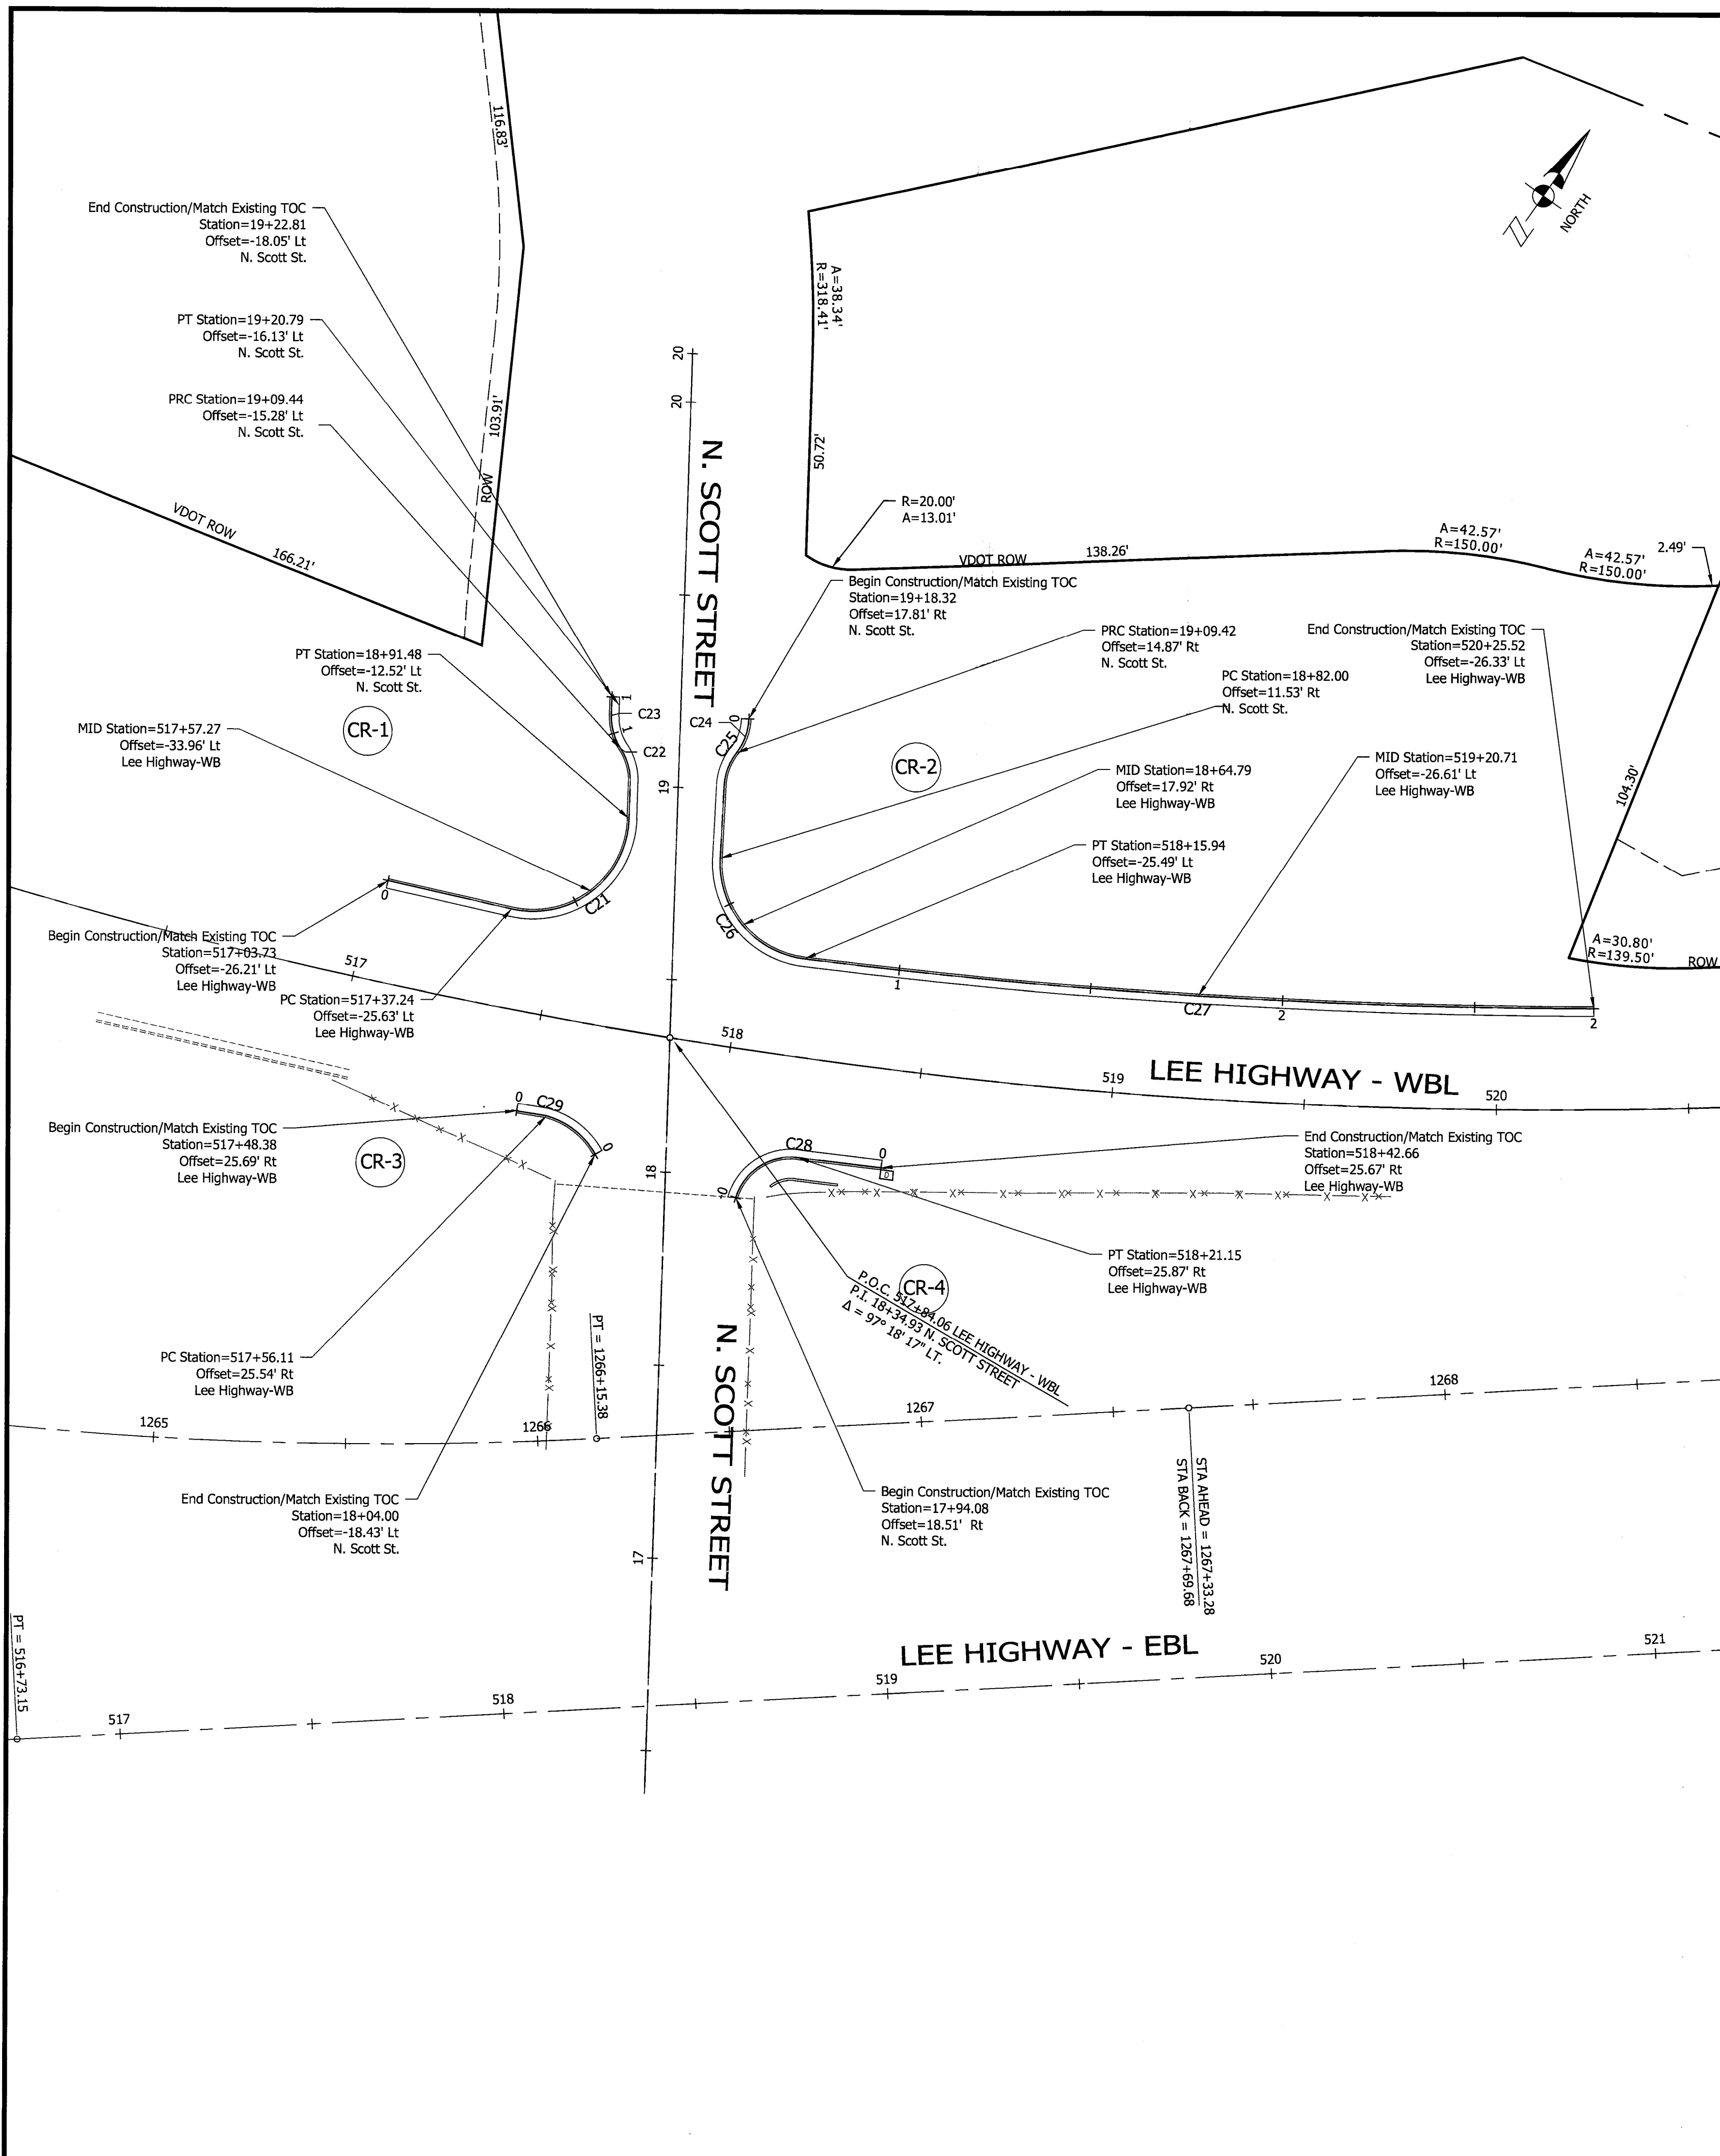 116.83'
End Construction/Match Existing TOC
Station=19+22.81
Offset=-18.05' Lt
N. Scott St.
NORTH
A=38.34'
R=318.41'
PT Station=19+20.79
Offset=-16.13' Lt
N. Scott St.
20
20
PRC Station=19+09.44
Offset=-15.28' Lt
N. Scott St.
103.91'
ROW
50.72'
N. SCOTT STREET
VDOT ROW
166.21'
R=20.00'
A=13.01'
VDOT ROW
138.26'
A=42.57'
R=150.00'
A=42.57'
R=150.00'
2.49'
Begin Construction/Match Existing TOC
Station=19+18.32
Offset=17.81' Rt
N. Scott St.
PRC Station=19+09.42
Offset=14.87' Rt
N. Scott St.
End Construction/Match Existing TOC
Station=520+25.52
Offset=-26.33' Lt
Lee Highway-WB
PT Station=18+91.48
Offset=-12.52' Lt
N. Scott St.
PC Station=18+82.00
Offset=11.53' Rt
N. Scott St.
CR-1
1
C23
1
C22
0
C24
C25
MID Station=517+57.27
Offset=-33.96' Lt
Lee Highway-WB
CR-2
MID Station=18+64.79
Offset=17.92' Rt
Lee Highway-WB
MID Station=519+20.71
Offset=-26.61' Lt
Lee Highway-WB
104.30'
19
PT Station=518+15.94
Offset=-25.49' Lt
Lee Highway-WB
0
C21
C26
Begin Construction/Match Existing TOC
Station=517+03.73
Offset=-26.21' Lt
Lee Highway-WB
A=30.80'
R=139.50'
ROW
517
PC Station=517+37.24
Offset=-25.63' Lt
Lee Highway-WB
1
C27
2
2
518
519
LEE HIGHWAY - WBL
520
0
C29
0
Begin Construction/Match Existing TOC
Station=517+48.38
Offset=25.69' Rt
Lee Highway-WB
CR-3
18
0
C28
0
D
End Construction/Match Existing TOC
Station=518+42.66
Offset=25.67' Rt
Lee Highway-WB
PT Station=518+21.15
Offset=25.87' Rt
Lee Highway-WB
CR-4
P.O.C. 517+84.06 LEE HIGHWAY - WBL
P.I. 18+34.93 N. SCOTT STREET
Δ = 97° 18' 17" LT.
PC Station=517+56.11
Offset=25.54' Rt
Lee Highway-WB
PT = 1266+15.38
N. SCOTT STREET
1265
1266
1267
1268
End Construction/Match Existing TOC
Station=18+04.00
Offset=-18.43' Lt
N. Scott St.
Begin Construction/Match Existing TOC
Station=17+94.08
Offset=18.51' Rt
N. Scott St.
STA AHEAD = 1267+33.28
STA BACK = 1267+69.68
17
PT = 516+73.15
LEE HIGHWAY - EBL
517
518
519
520
521